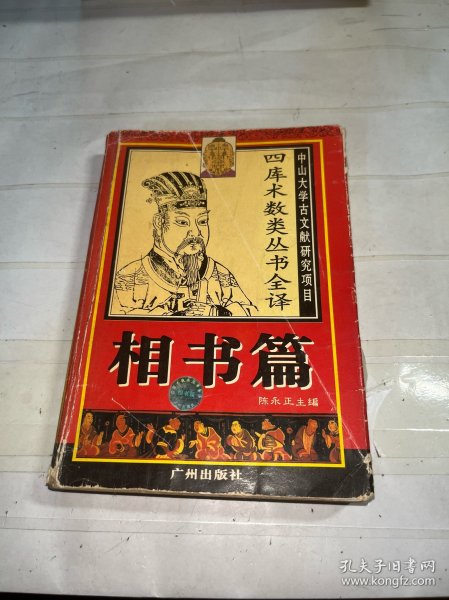 中山大学古文献研究项目
四库术数类丛书全译
相书篇
陈永正主编
广州出版社
孔夫子旧书网
www.kongfz.com